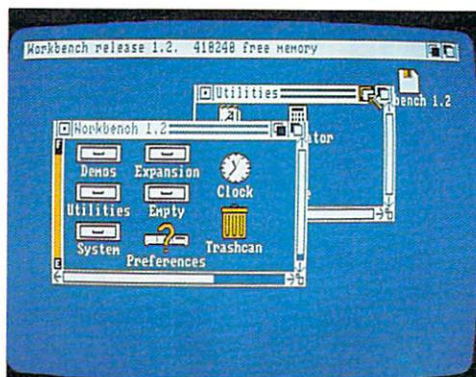 Workbench release 1.2.  418248 free memory
Utilities
bench 1.2
ator
Workbench 1.2
Demos
Expansion
Clock
Utilities
Empty
System
Preferences
Trashcan
F
E